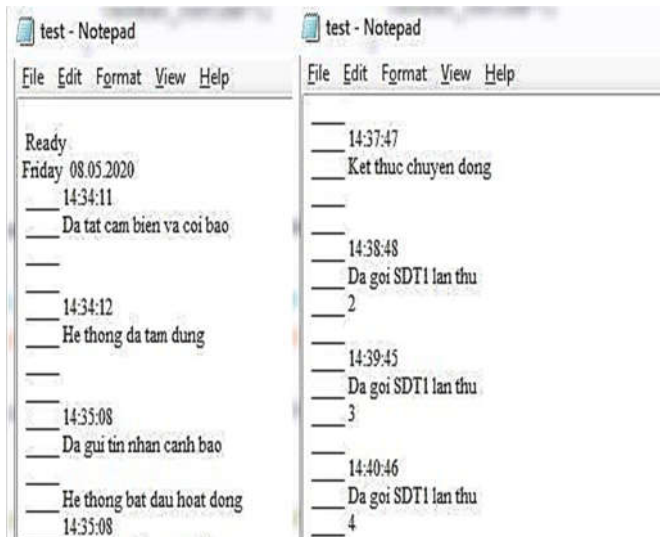 test - Notepad
File Edit Format View Help
Ready
Friday 08.05.2020
____ 14:34:11
____ Da tat cam bien va coi bao
____
____
____ 14:34:12
____ He thong da tam dung
____
____
____ 14:35:08
____ Da gui tin nhan canh bao
____
____ He thong bat dau hoat dong
____ 14:35:08
test - Notepad
File Edit Format View Help
____
____ 14:37:47
____ Ket thuc chuyen dong
____
____
____ 14:38:48
____ Da goi SDT1 lan thu
____ 2
____
____ 14:39:45
____ Da goi SDT1 lan thu
____ 3
____
____ 14:40:46
____ Da goi SDT1 lan thu
____ 4